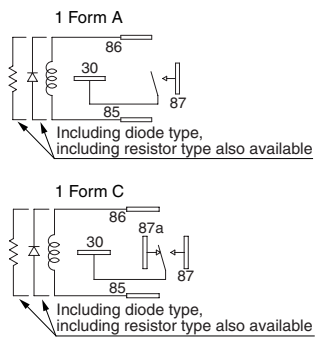 1 Form A
86
30
87
85
Including diode type,
including resistor type also available
1 Form C
86
87a
30
87
85
Including diode type,
including resistor type also available